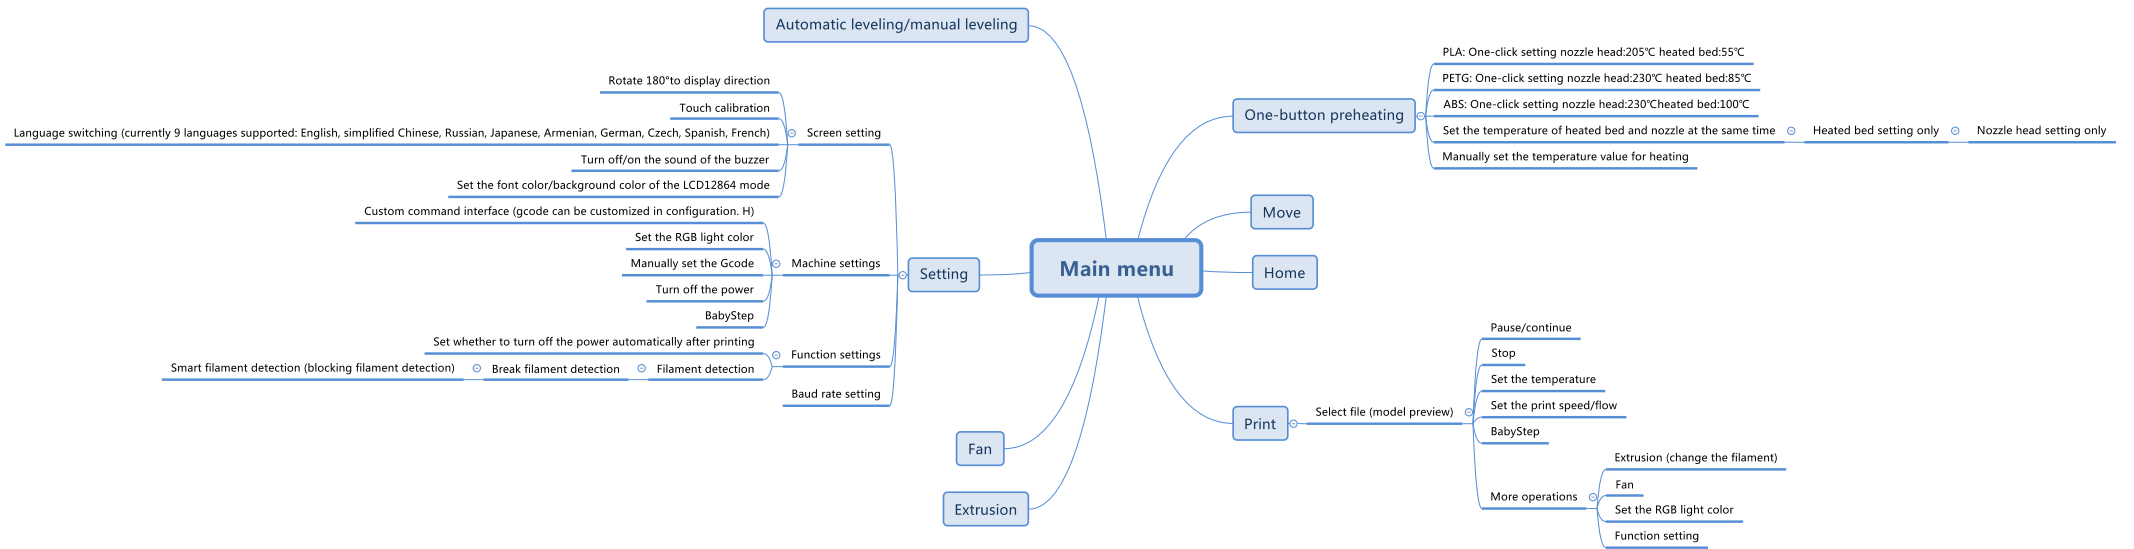 Automatic leveling/manual leveling
Rotate 180°to display direction
Touch calibration
Language switching (currently 9 languages supported: English, simplified Chinese, Russian, Japanese, Armenian, German, Czech, Spanish, French)
Turn off/on the sound of the buzzer
Set the font color/background color of the LCD12864 mode
Screen setting
Custom command interface (gcode can be customized in configuration. H)
Set the RGB light color
Manually set the Gcode
Turn off the power
BabyStep
Machine settings
Set whether to turn off the power automatically after printing
Smart filament detection (blocking filament detection)
Break filament detection
Filament detection
Function settings
Baud rate setting
Setting
Fan
Extrusion
Main menu
One-button preheating
PLA: One-click setting nozzle head:205℃ heated bed:55℃
PETG: One-click setting nozzle head:230℃ heated bed:85℃
ABS: One-click setting nozzle head:230℃heated bed:100℃
Set the temperature of heated bed and nozzle at the same time
Heated bed setting only
Nozzle head setting only
Manually set the temperature value for heating
Move
Home
Print
Select file (model preview)
Pause/continue
Stop
Set the temperature
Set the print speed/flow
BabyStep
More operations
Extrusion (change the filament)
Fan
Set the RGB light color
Function setting